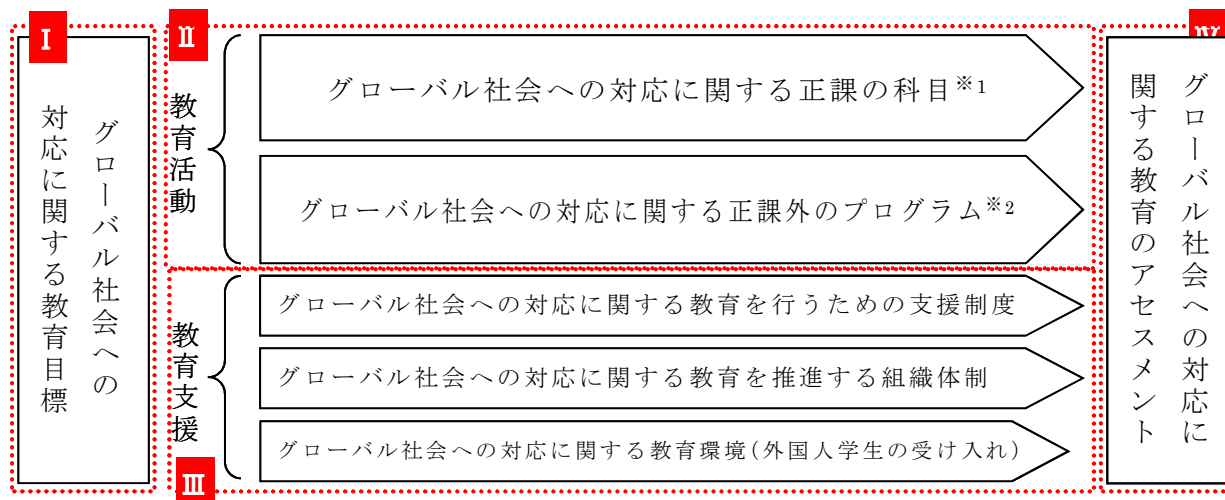 Ⅰ
グローバル社会への
対応に関する教育目標
Ⅱ
教育活動
グローバル社会への対応に関する正課の科目※1
グローバル社会への対応に関する正課外のプログラム※2
Ⅲ
教育支援
グローバル社会への対応に関する教育を行うための支援制度
グローバル社会への対応に関する教育を推進する組織体制
グローバル社会への対応に関する教育環境(外国人学生の受け入れ)
Ⅳ
グローバル社会への対応に
関する教育のアセスメント